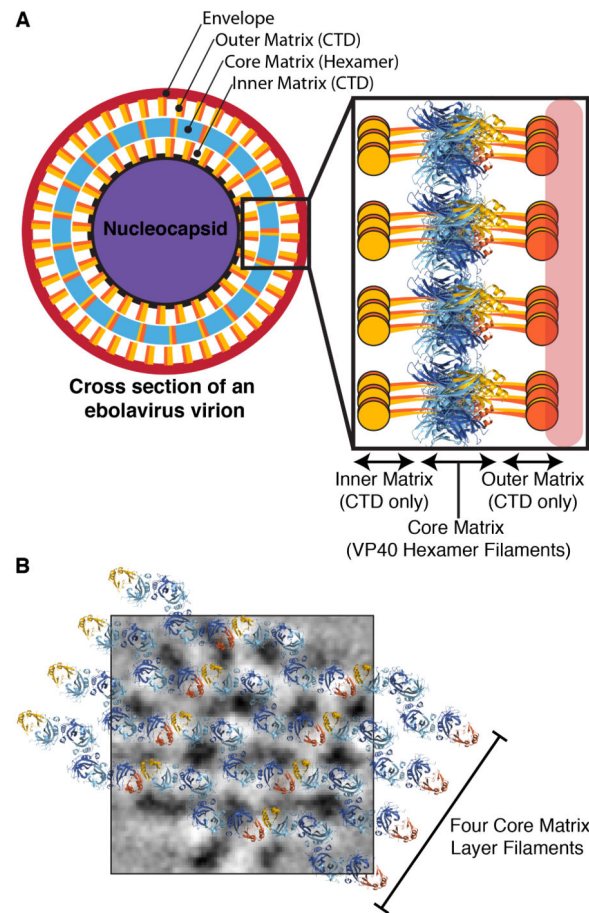 A
Envelope
Outer Matrix (CTD)
Core Matrix (Hexamer)
Inner Matrix (CTD)
Nucleocapsid
Cross section of an
ebolavirus virion
Inner Matrix
(CTD only)
Outer Matrix
(CTD only)
Core Matrix
(VP40 Hexamer Filaments)
B
Four Core Matrix
Layer Filaments